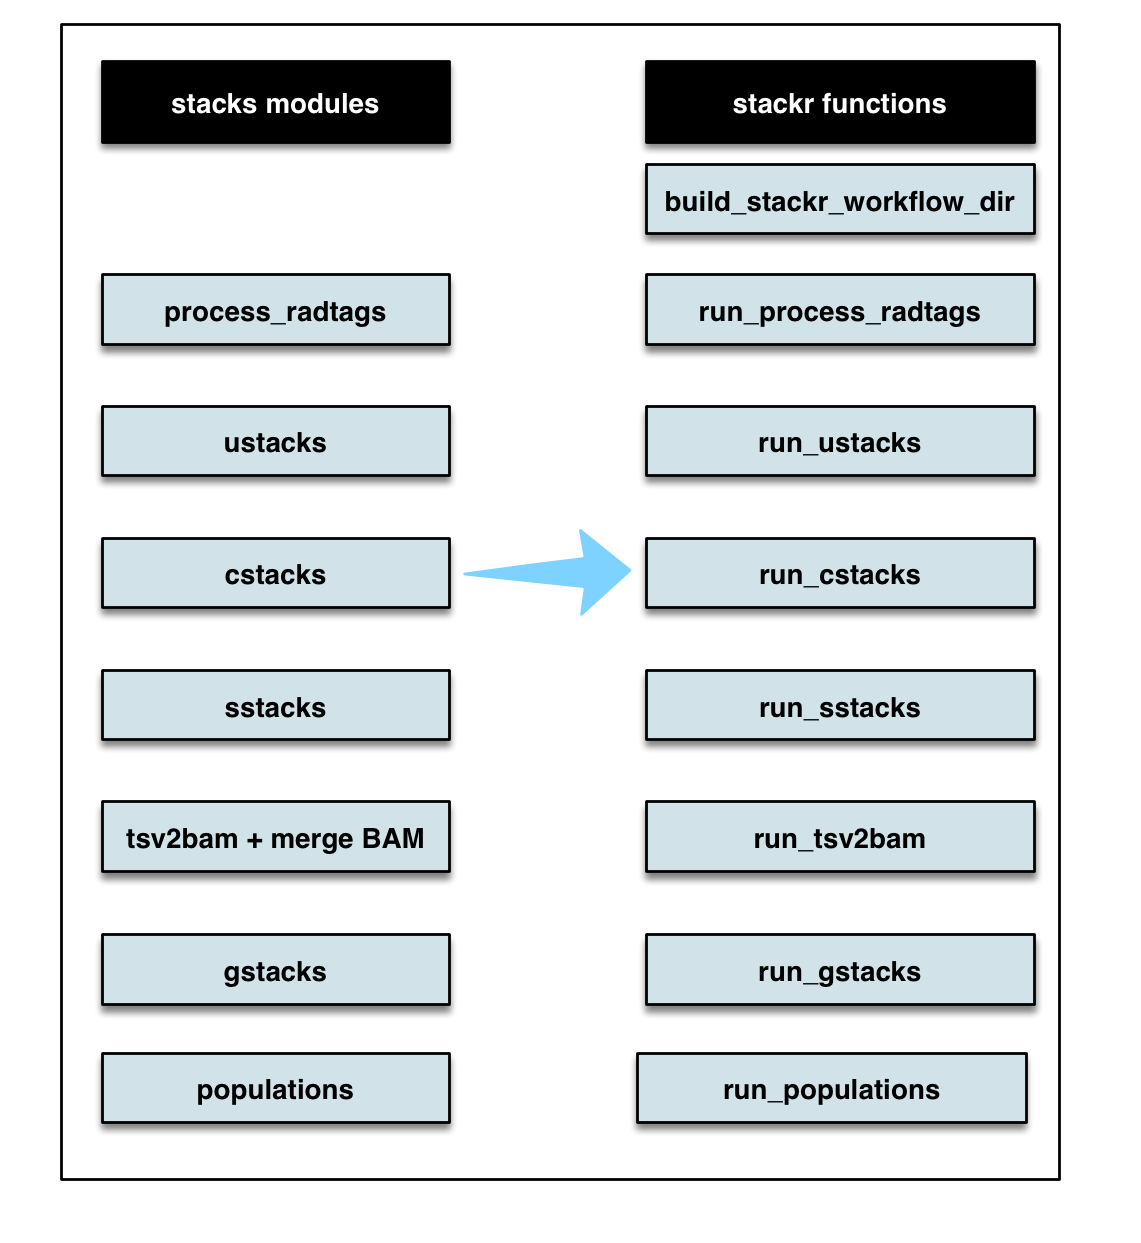 stacks modules
stackr functions
build_stackr_workflow_dir
process_radtags
run_process_radtags
ustacks
run_ustacks
cstacks
run_cstacks
sstacks
run_sstacks
tsv2bam + merge BAM
run_tsv2bam
gstacks
run_gstacks
populations
run_populations